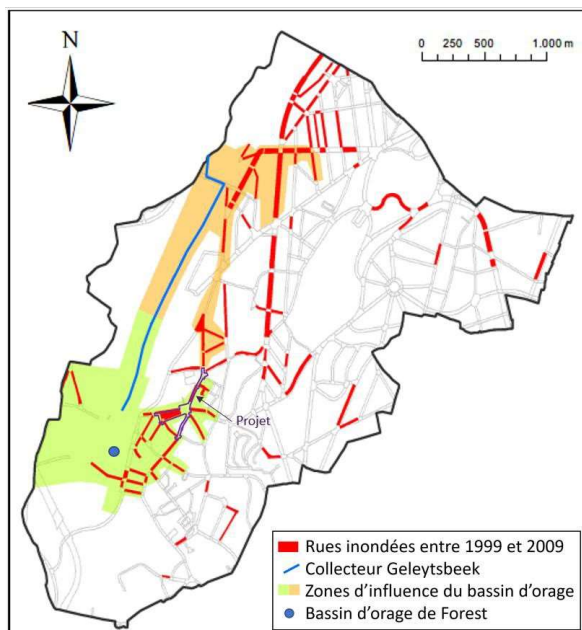 N
0 250 500 1.000 m
Projet
Rues inondées entre 1999 et 2009
Collecteur Geleytsbeek
Zones d'influence du bassin d'orage
Bassin d'orage de Forest